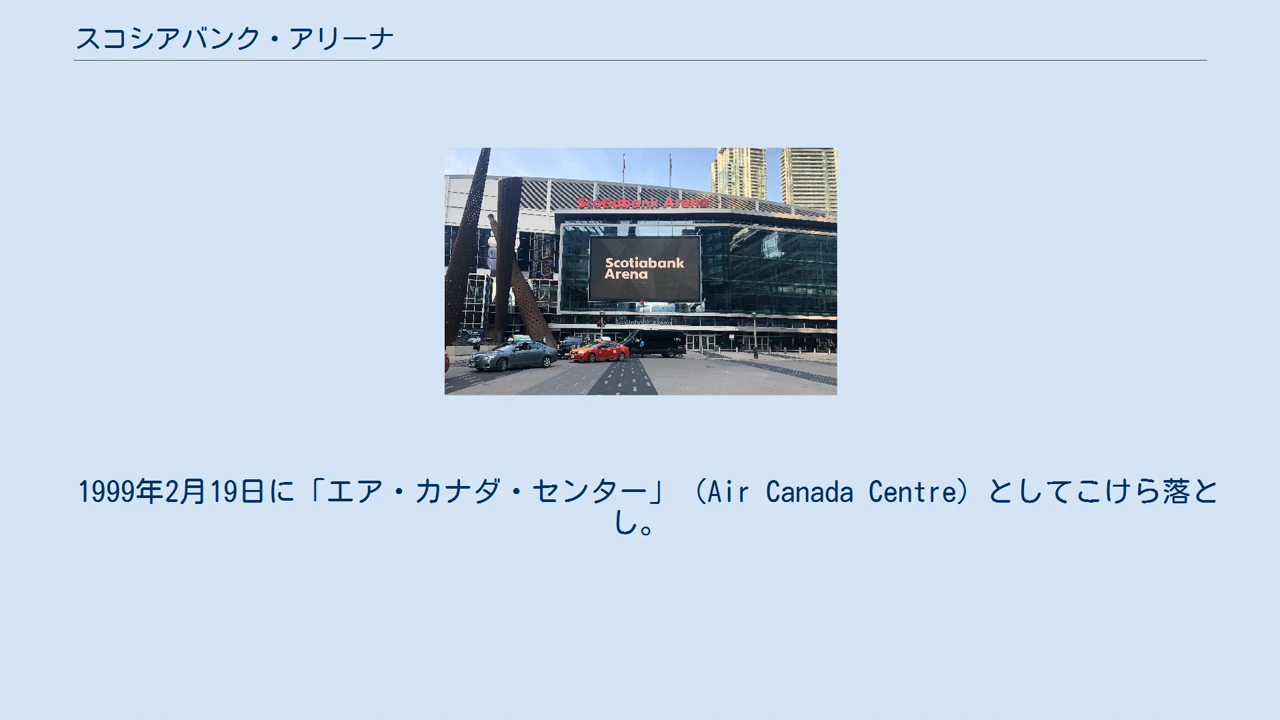 スコシアバンク・アリーナ
Scotiabank Arena
Scotiabank
Arena
1999年2月19日に「エア・カナダ・センター」（Air Canada Centre）としてこけら落と
し。